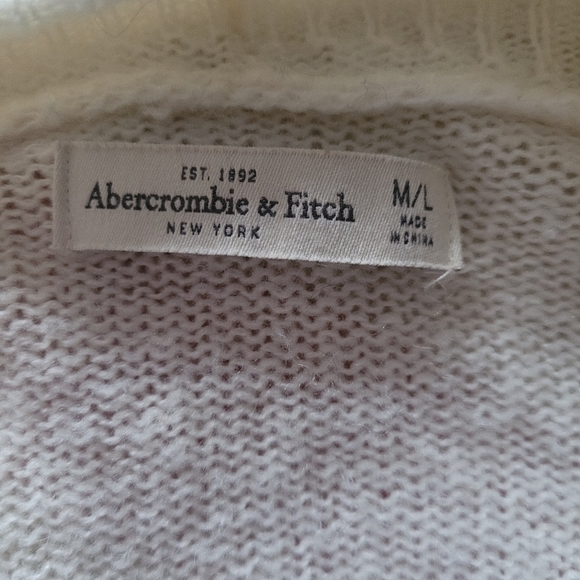 EST. 1892
Abercrombie & Fitch
NEW YORK
M/L
MADE
IN CHINA